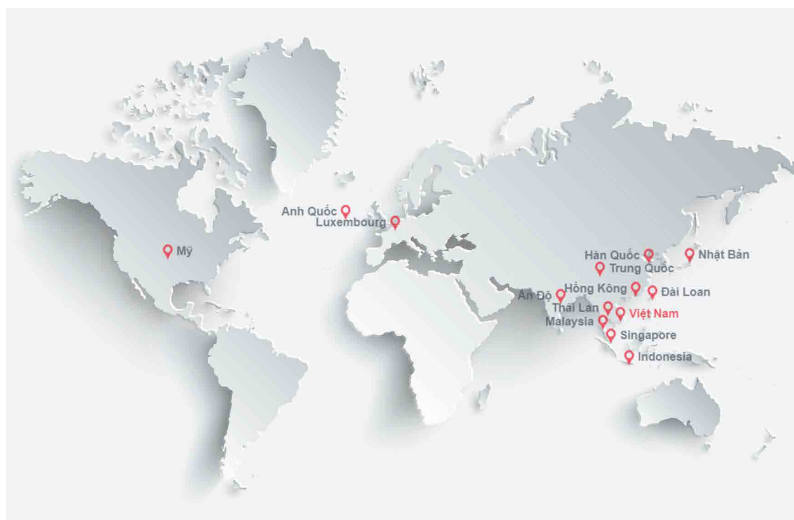 Anh Quốc
Luxembourg
Mỹ
Hàn Quốc
Nhật Bản
Trung Quốc
Hồng Kông
Đài Loan
Ấn Độ
Thái Lan
Việt Nam
Malaysia
Singapore
Indonesia